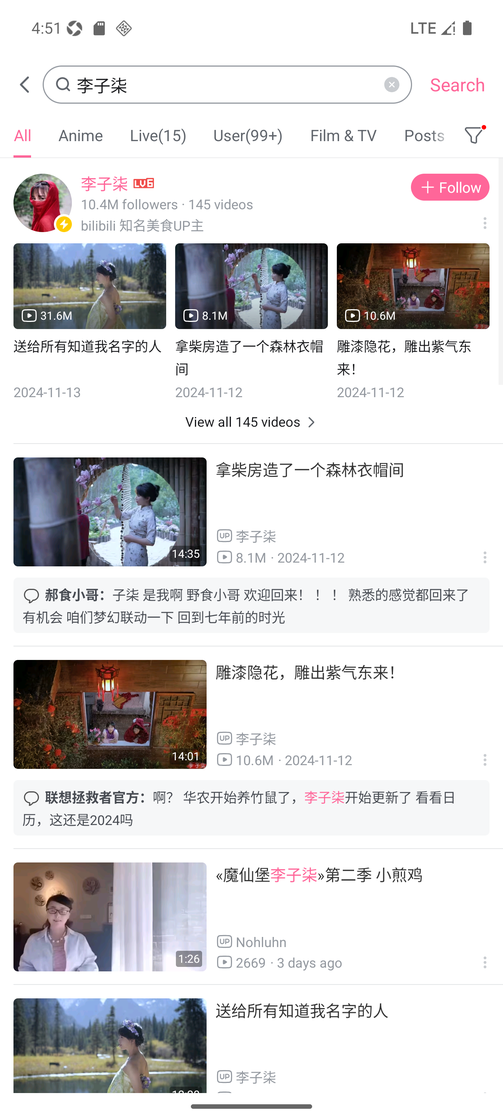 4:51
LTE
李子柒
Search
All
Anime
Live(15)
User(99+)
Film & TV
Posts
李子柒 LV6
10.4M followers · 145 videos
bilibili 知名美食UP主
+ Follow
31.6M
8.1M
10.6M
送给所有知道我名字的人
拿柴房造了一个森林衣帽
间
雕漆隐花，雕出紫气东
来！
2024-11-13
2024-11-12
2024-11-12
View all 145 videos
拿柴房造了一个森林衣帽间
14:35
UP 李子柒
8.1M · 2024-11-12
郝食小哥：子柒 是我啊 野食小哥 欢迎回来！ ！ ！ 熟悉的感觉都回来了
有机会 咱们梦幻联动一下 回到七年前的时光
雕漆隐花，雕出紫气东来！
14:01
UP 李子柒
10.6M · 2024-11-12
联想拯救者官方：啊？ 华农开始养竹鼠了，李子柒开始更新了 看看日
历，这还是2024吗
«魔仙堡李子柒»第二季 小煎鸡
1:26
UP Nohluhn
2669 · 3 days ago
送给所有知道我名字的人
UP 李子柒